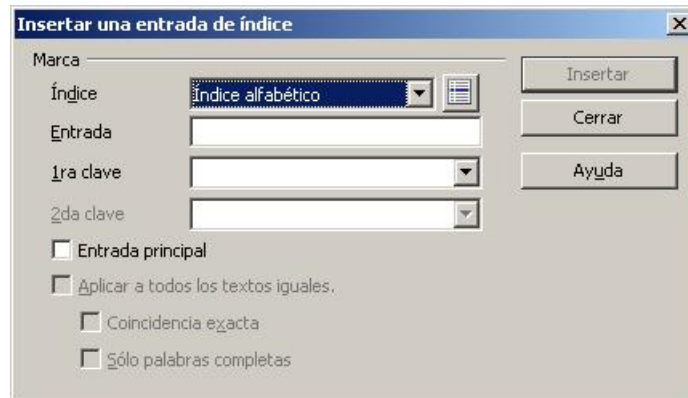 Insertar una entrada de índice
Marca
Índice Índice alfabético
Entrada
1ra clave
2da clave
Entrada principal
Aplicar a todos los textos iguales.
Coincidencia exacta
Sólo palabras completas
Insertar
Cerrar
Ayuda